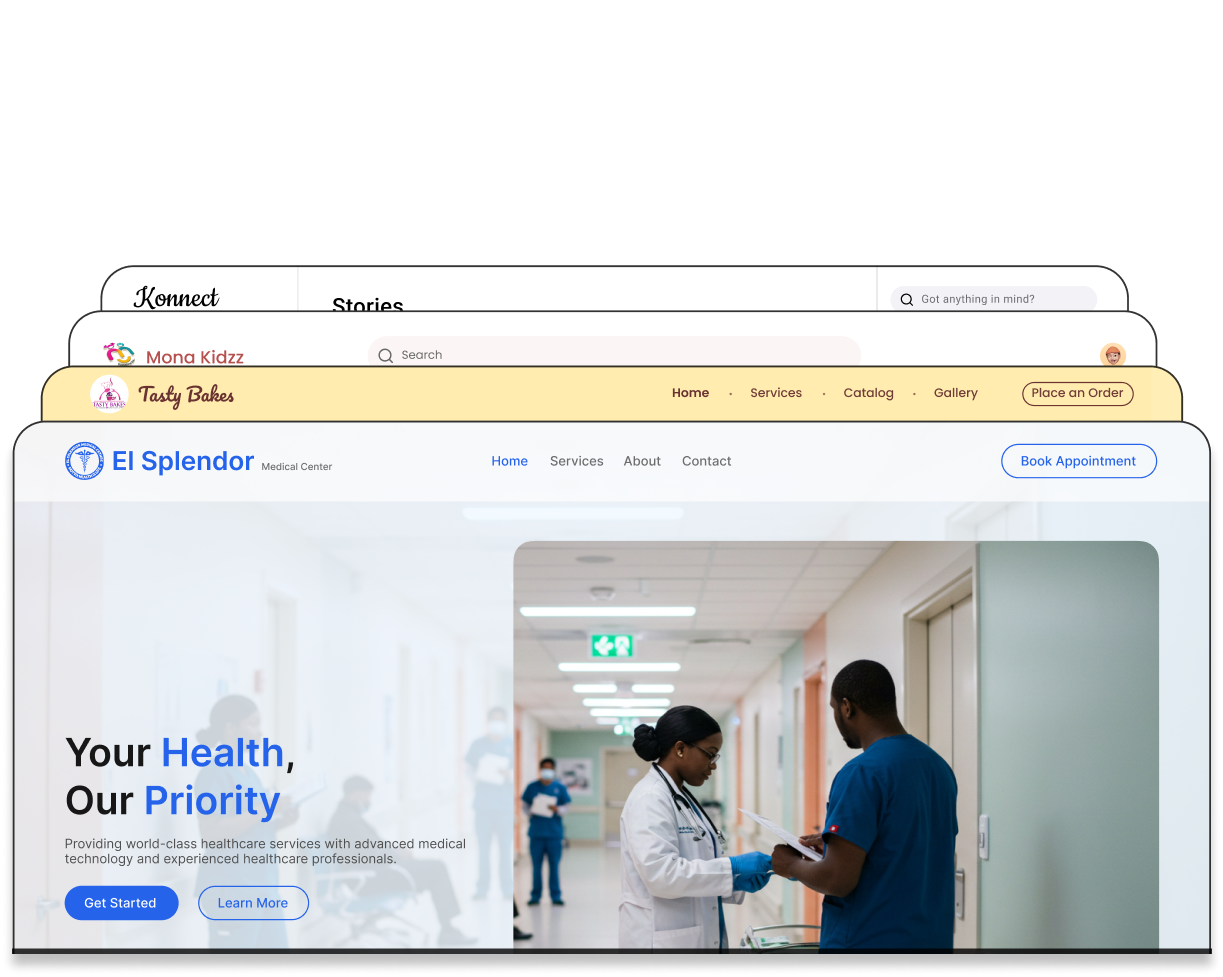 Konnect
Stories
Got anything in mind?
Mona Kidzz
Search
TASTY BAKES
Tasty Bakes
Home · Services · Catalog · Gallery
Place an Order
El Splendor Medical Center
Home Services About Contact
Book Appointment
Your Health,
Our Priority
Providing world-class healthcare services with advanced medical
technology and experienced healthcare professionals.
Get Started
Learn More